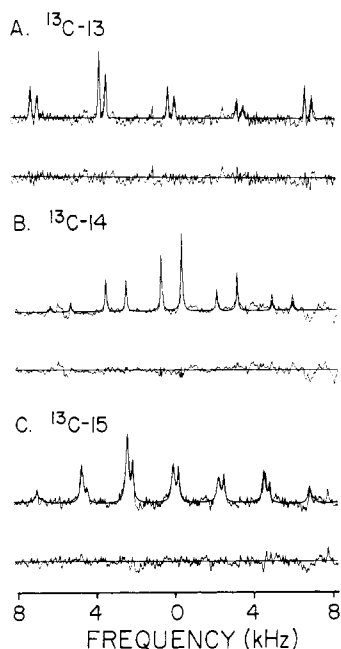 A. ¹³C-13
B. ¹³C-14
C. ¹³C-15
8 4 0 4 8
FREQUENCY (kHz)